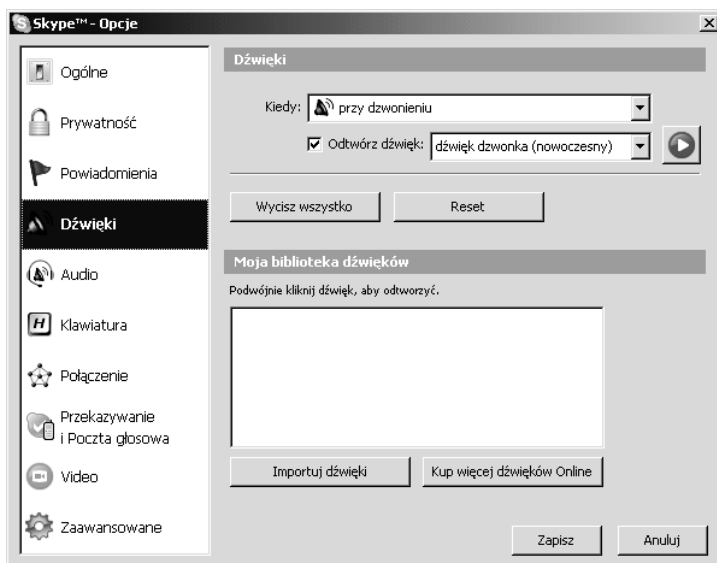 Skype™ - Opcje
Ogólne
Prywatność
Powiadomienia
Dźwięki
Audio
Klawiatura
Połączenie
Przekazywanie
i Poczta głosowa
Video
Zaawansowane
Dźwięki
Kiedy: przy dzwonieniu
Odtwórz dźwięk: dźwięk dzwonka (nowoczesny)
Wycisz wszystko Reset
Moja biblioteka dźwięków
Podwójnie kliknij dźwięk, aby odtworzyć.
Importuj dźwięki Kup więcej dźwięków Online
Zapisz Anuluj